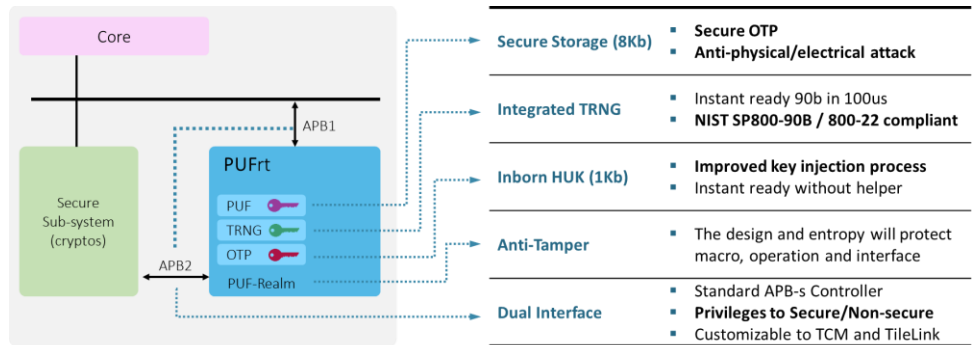 Core
APB1
PUFrt
PUF
TRNG
OTP
PUF-Realm
Secure
Sub-system
(cryptos)
APB2
Secure Storage (8Kb)
▪ Secure OTP
▪ Anti-physical/electrical attack
Integrated TRNG
▪ Instant ready 90b in 100us
▪ NIST SP800-90B / 800-22 compliant
Inborn HUK (1Kb)
▪ Improved key injection process
▪ Instant ready without helper
Anti-Tamper
▪ The design and entropy will protect
macro, operation and interface
Dual Interface
▪ Standard APB-s Controller
▪ Privileges to Secure/Non-secure
▪ Customizable to TCM and TileLink